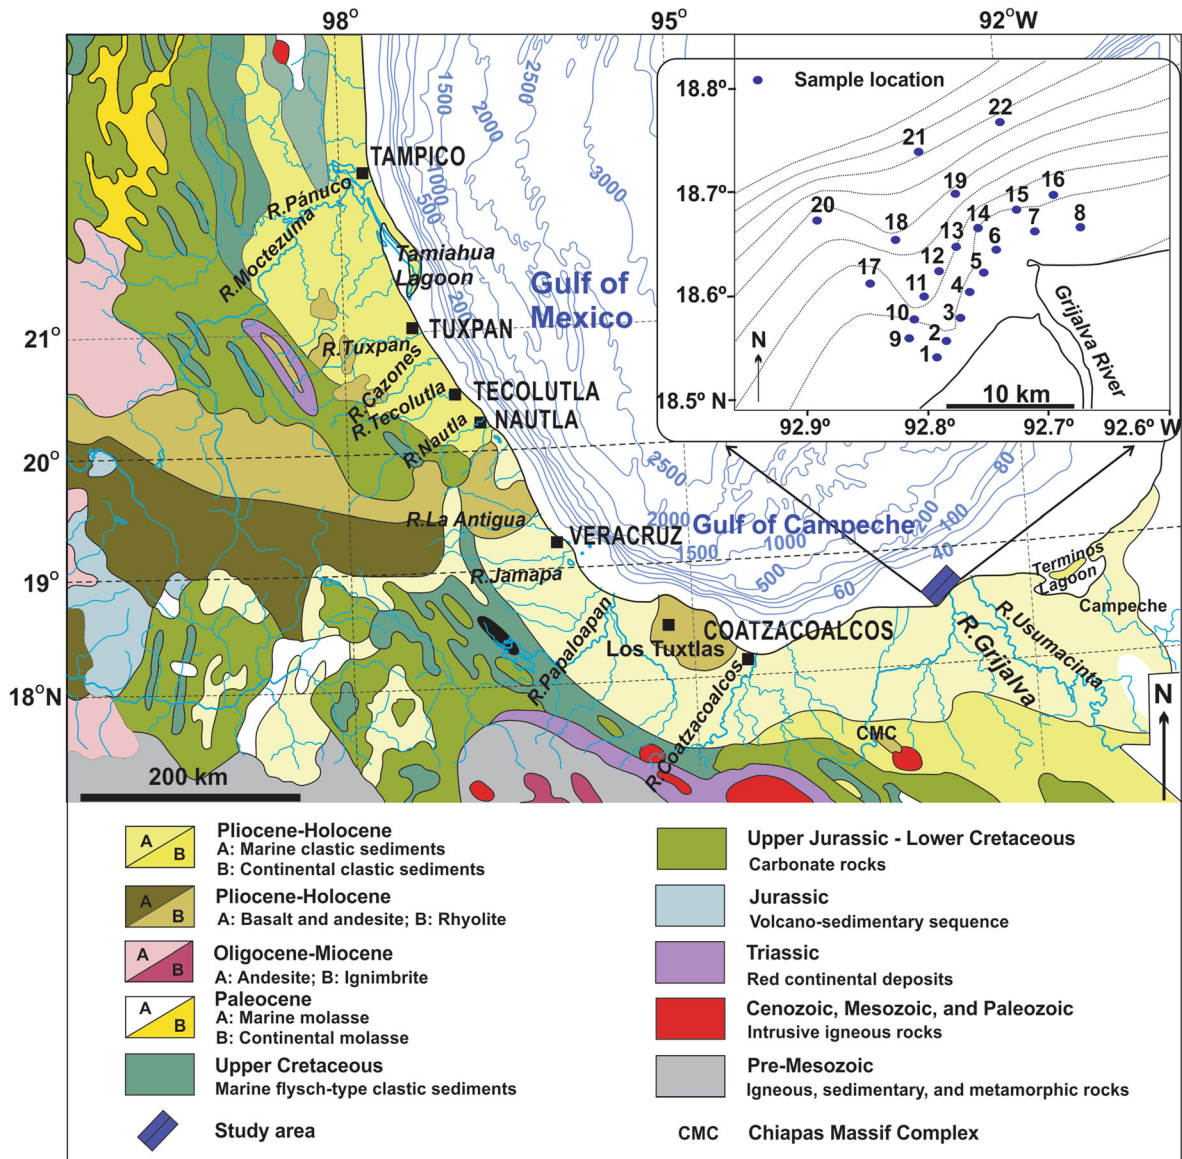 98°
95°
92°W
21°
20°
19°
18°N
TAMPICO
R.Pánuco
R.Moctezuma
Tamiahua
Lagoon
TUXPAN
R.Tuxpan
R.Cazones
TECOLUTLA
R.Tecolutla
NAUTLA
R.Nautla
R.La Antigua
VERACRUZ
R.Jamapa
R.Papaloapan
Los Tuxtlas
COATZACOALCOS
R.Coatzacoalcos
R.Grijalva
R.Usumacinta
Terminos
Lagoon
Campeche
CMC
Gulf of
Mexico
Gulf of Campeche
1500
2500
2000
1000
500
200
3000
2500
2000
1500
1000
500
200
100
80
60
40
200 km
N
Sample location
18.8°
18.7°
18.6°
18.5° N
92.9
92.8
92.7
92.6° W
22
21
20
19
18
17
16
15
14
13
12
11
10
9
8
7
6
5
4
3
2
1
N
10 km
Grijalva River
A
B
Pliocene-Holocene
A: Marine clastic sediments
B: Continental clastic sediments
A
B
Pliocene-Holocene
A: Basalt and andesite; B: Rhyolite
A
B
Oligocene-Miocene
A: Andesite; B: Ignimbrite
A
B
Paleocene
A: Marine molasse
B: Continental molasse
Upper Cretaceous
Marine flysch-type clastic sediments
Study area
Upper Jurassic - Lower Cretaceous
Carbonate rocks
Jurassic
Volcano-sedimentary sequence
Triassic
Red continental deposits
Cenozoic, Mesozoic, and Paleozoic
Intrusive igneous rocks
Pre-Mesozoic
Igneous, sedimentary, and metamorphic rocks
CMC
Chiapas Massif Complex